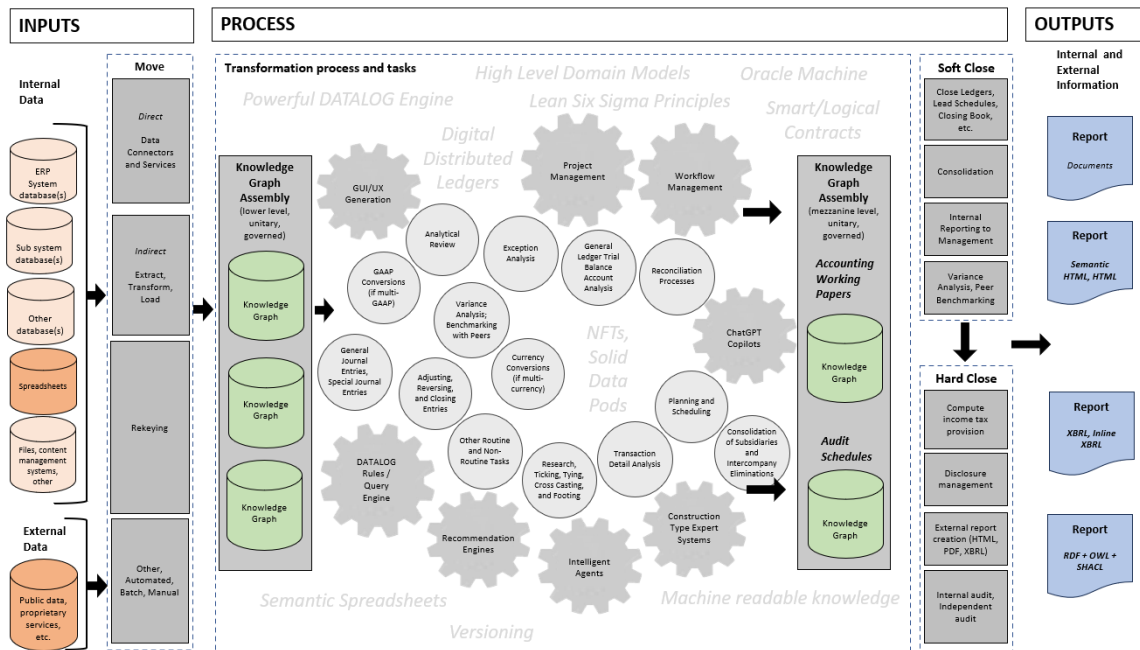 INPUTS
PROCESS
OUTPUTS
Internal
Data
ERP
System
database(s)
Sub system
database(s)
Other
database(s)
Spreadsheets
Files, content
management
systems,
other
External
Data
Public data,
proprietary
services,
etc.
Move
Direct
Data
Connectors
and Services
Indirect
Extract,
Transform,
Load
Rekeying
Other,
Automated,
Batch, Manual
Transformation process and tasks
High Level Domain Models
Oracle Machine
Powerful DATALOG Engine
Lean Six Sigma Principles
Smart/Logical
Contracts
Digital
Distributed
Ledgers
Knowledge
Graph
Assembly
(lower level,
unitary,
governed)
Knowledge
Graph
Knowledge
Graph
Knowledge
Graph
GUI/UX
Generation
Project
Management
Workflow
Management
Analytical
Review
Exception
Analysis
General
Ledger Trial
Balance
Account
Analysis
Reconciliation
Processes
GAAP
Conversions
(if multi-
GAAP)
Variance
Analysis;
Benchmarking
with Peers
NFTs,
Solid
Data
Pods
ChatGPT
Copilots
General
Journal
Entries,
Special Journal
Entries
Adjusting,
Reversing,
and Closing
Entries
Currency
Conversions
(if multi-
currency)
Planning and
Scheduling
Other Routine
and Non-
Routine Tasks
Research,
Ticking, Tying,
Cross Casting,
and Footing
Transaction
Detail Analysis
Consolidation of
Subsidiaries and
Intercompany
Eliminations
DATALOG
Rules /
Query
Engine
Recommendation
Engines
Intelligent
Agents
Construction
Type Expert
Systems
Semantic Spreadsheets
Versioning
Machine readable knowledge
Knowledge
Graph
Assembly
(mezzanine level,
unitary,
governed)
Accounting
Working
Papers
Knowledge
Graph
Audit
Schedules
Knowledge
Graph
Soft Close
Close Ledgers,
Lead Schedules,
Closing Book,
etc.
Consolidation
Internal
Reporting to
Management
Variance
Analysis, Peer
Benchmarking
Hard Close
Compute
income tax
provision
Disclosure
management
External report
creation (HTML,
PDF, XBRL)
Internal audit,
Independent
audit
Internal and
External
Information
Report
Documents
Report
Semantic
HTML, HTML
Report
XBRL, Inline
XBRL
Report
RDF + OWL +
SHACL